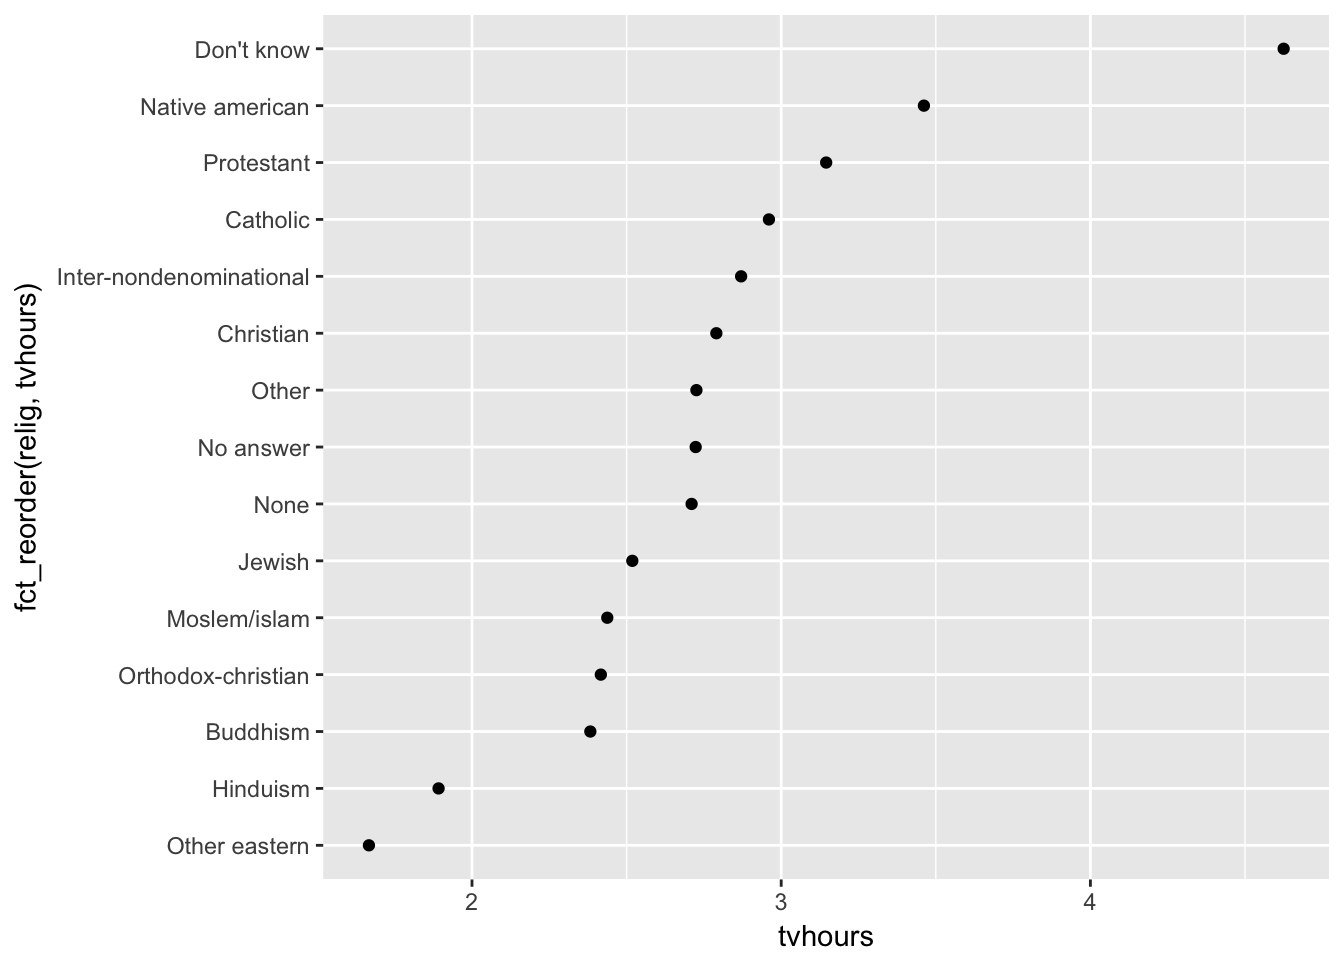 Don't know
Native american
Protestant
Catholic
Inter-nondenominational
Christian
Other
No answer
None
Jewish
Moslem/islam
Orthodox-christian
Buddhism
Hinduism
Other eastern
fct_reorder(relig, tvhours)
2 3 4
tvhours